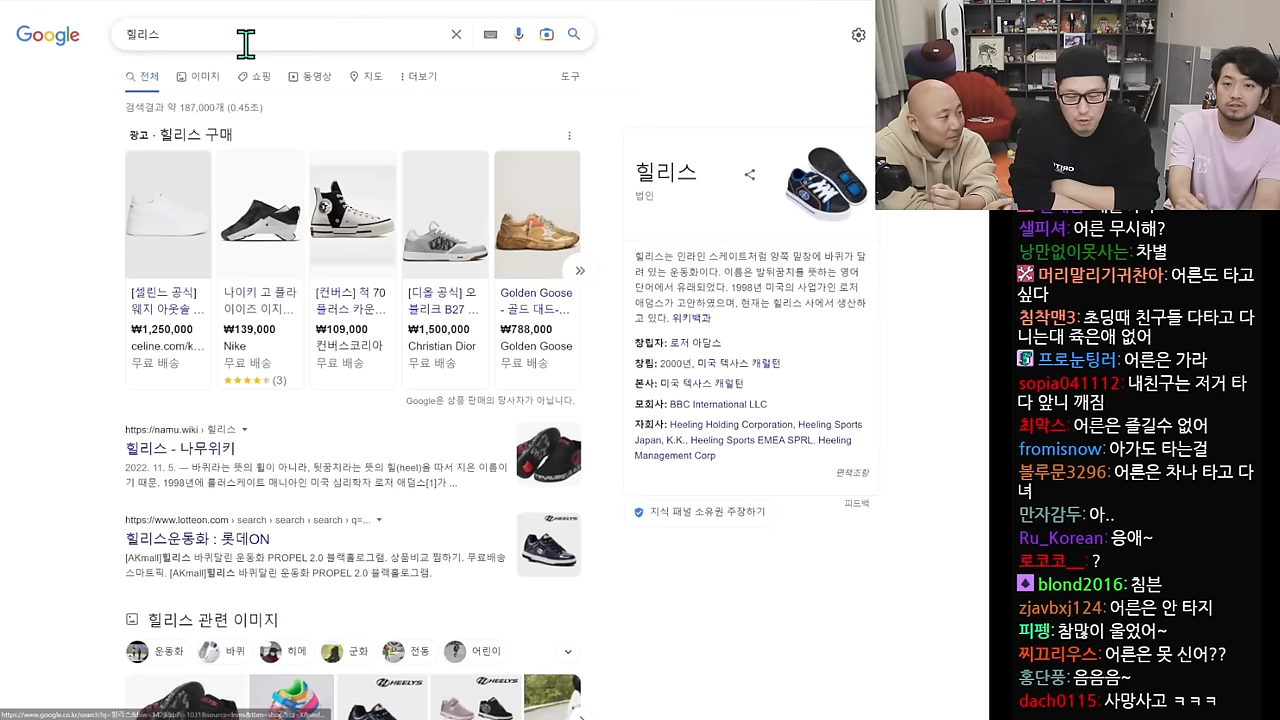 Google
힐리스
전체
이미지
쇼핑
동영상
지도
더보기
도구
검색결과 약 187,000개 (0.45초)
광고 · 힐리스 구매
[셀린느 공식]
웨지 아웃솔 ...
₩1,250,000
celine.com/k...
무료 배송
나이키 고 플라
이이즈 이지...
₩139,000
Nike
무료 배송
(3)
[컨버스] 척 70
플러스 카운...
₩109,000
컨버스코리아
무료 배송
[디올 공식] 오
블리크 B27 ...
₩1,500,000
Christian Dior
무료 배송
Golden Goose
- 골드 대드-...
₩788,000
Golden Goose
무료 배송
Google은 상품 판매의 당사자가 아닙니다.
https://namu.wiki › 힐리스
힐리스 - 나무위키
2022. 11. 5. — 바퀴라는 뜻의 휠이 아니라, 뒷꿈치라는 뜻의 힐(heel)을 따서 지은 이름이
기 때문. 1998년에 롤러스케이트 매니아인 미국 심리학자 로저 애덤스[1]가 ...
https://www.lotteon.com › search › search › search › q=...
힐리스운동화 : 롯데ON
[AKmall]힐리스 바퀴달린 운동화 PROPEL 2.0 블랙홀로그램. 상품비교 찜하기. 무료배송
스마트픽. [AKmall]힐리스 바퀴달린 운동화 PROPEL 2.0 블랙홀로그램.
HEELYS
힐리스 관련 이미지
운동화
바퀴
히메
군화
전동
어린이
HEELYS
HEELYS
힐리스
법인
힐리스는 인라인 스케이트처럼 양쪽 밑창에 바퀴가 달
려 있는 운동화이다. 이름은 발뒤꿈치를 뜻하는 영어
단어에서 유래되었다. 1998년 미국의 사업가인 로저
애덤스가 고안하였으며, 현재는 힐리스 사에서 생산하
고 있다. 위키백과
창립자: 로저 아담스
창립: 2000년, 미국 텍사스 캐럴턴
본사: 미국 텍사스 캐럴턴
모회사: BBC International LLC
자회사: Heeling Holding Corporation, Heeling Sports
Japan, K.K., Heeling Sports EMEA SPRL, Heeling
Management Corp
면책조항
피드백
지식 패널 소유권 주장하기
샐피셔: 어른 무시해?
낭만없이못사는: 차별
머리말리기귀찬아: 어른도 타고
싶다
침착맨3: 초딩때 친구들 다타고 다
니는대 쥭은애 없어
프로눈팅러: 어른은 가라
sopia041112: 내친구는 저거 타
다 앞니 깨짐
최막스: 어른은 즐길수 없어
fromisnow: 아가도 타는걸
블루문3296: 어른은 차나 타고 다
녀
만자감두: 아..
Ru_Korean: 응애~
로코코__: ?
blond2016: 침븐
zjavbxj124: 어른은 안 타지
피펭: 참많이 울었어~
찌끄리우스: 어른은 못 신어??
홍단풍: 음음음~
dach0115: 사망사고 ㅋㅋㅋ